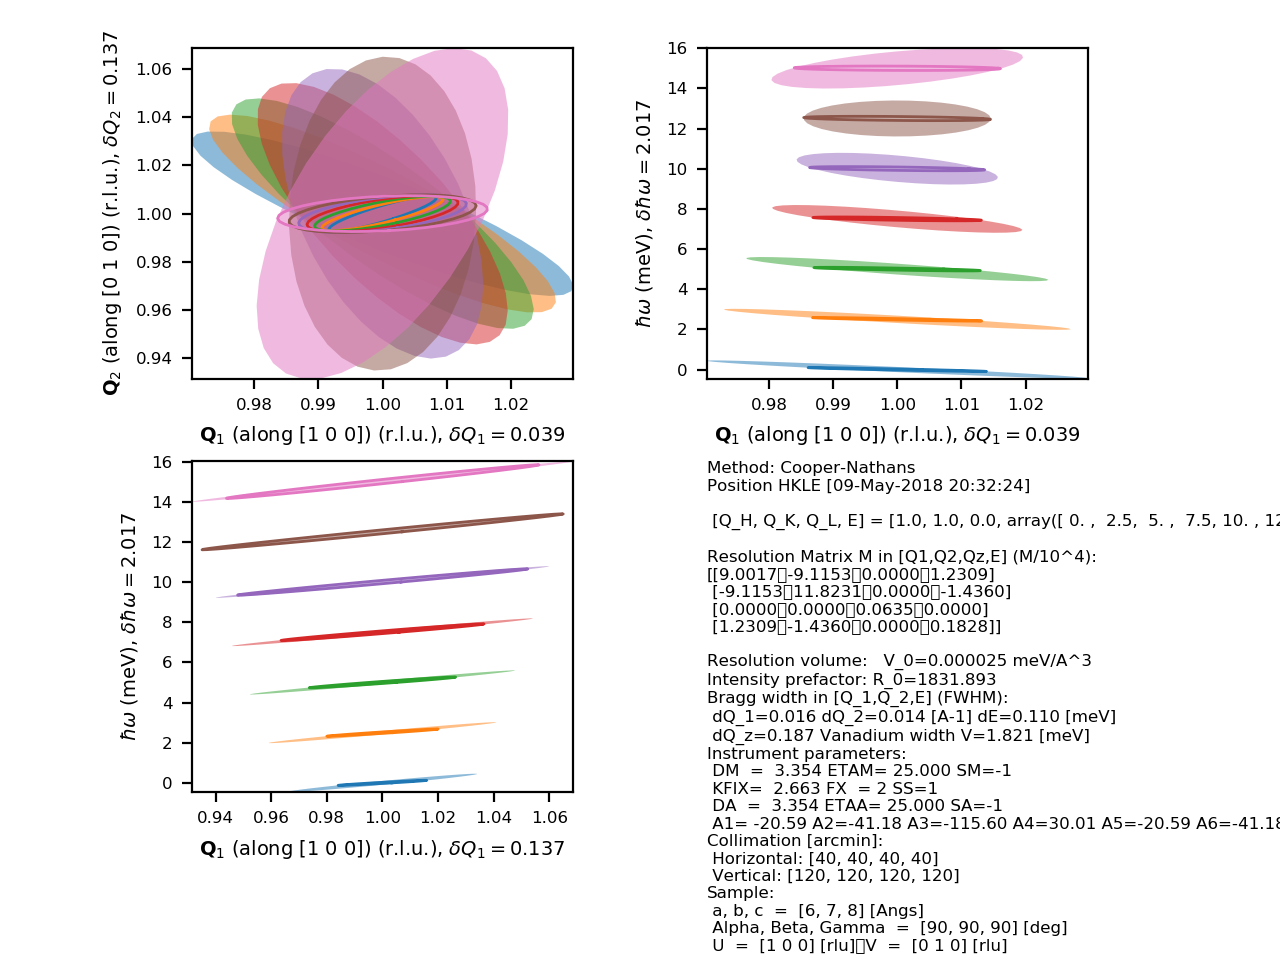 1.06
1.04
1.02
1.00
0.98
0.96
0.94
Q₂ (along [0 1 0]) (r.l.u.), δQ₂ = 0.137
0.98 0.99 1.00 1.01 1.02
Q₁ (along [1 0 0]) (r.l.u.), δQ₁ = 0.039
16
14
12
10
8
6
4
2
0
ℏω (meV), δℏω = 2.017
0.98 0.99 1.00 1.01 1.02
Q₁ (along [1 0 0]) (r.l.u.), δQ₁ = 0.039
16
14
12
10
8
6
4
2
0
ℏω (meV), δℏω = 2.017
0.94 0.96 0.98 1.00 1.02 1.04 1.06
Q₁ (along [1 0 0]) (r.l.u.), δQ₁ = 0.137
Method: Cooper-Nathans
Position HKLE [09-May-2018 20:32:24]
[Q_H, Q_K, Q_L, E] = [1.0, 1.0, 0.0, array([ 0. ,  2.5,  5. ,  7.5, 10. , 12
Resolution Matrix M in [Q1,Q2,Qz,E] (M/10^4):
[[9.0017▯-9.1153▯0.0000▯1.2309]
[-9.1153▯11.8231▯0.0000▯-1.4360]
[0.0000▯0.0000▯0.0635▯0.0000]
[1.2309▯-1.4360▯0.0000▯0.1828]]
Resolution volume:   V_0=0.000025 meV/A^3
Intensity prefactor: R_0=1831.893
Bragg width in [Q_1,Q_2,E] (FWHM):
dQ_1=0.016 dQ_2=0.014 [A-1] dE=0.110 [meV]
dQ_z=0.187 Vanadium width V=1.821 [meV]
Instrument parameters:
DM  =  3.354 ETAM= 25.000 SM=-1
KFIX=  2.663 FX  = 2 SS=1
DA  =  3.354 ETAA= 25.000 SA=-1
A1= -20.59 A2=-41.18 A3=-115.60 A4=30.01 A5=-20.59 A6=-41.18
Collimation [arcmin]:
Horizontal: [40, 40, 40, 40]
Vertical: [120, 120, 120, 120]
Sample:
a, b, c  =  [6, 7, 8] [Angs]
Alpha, Beta, Gamma  =  [90, 90, 90] [deg]
U  =  [1 0 0] [rlu]▯V  =  [0 1 0] [rlu]